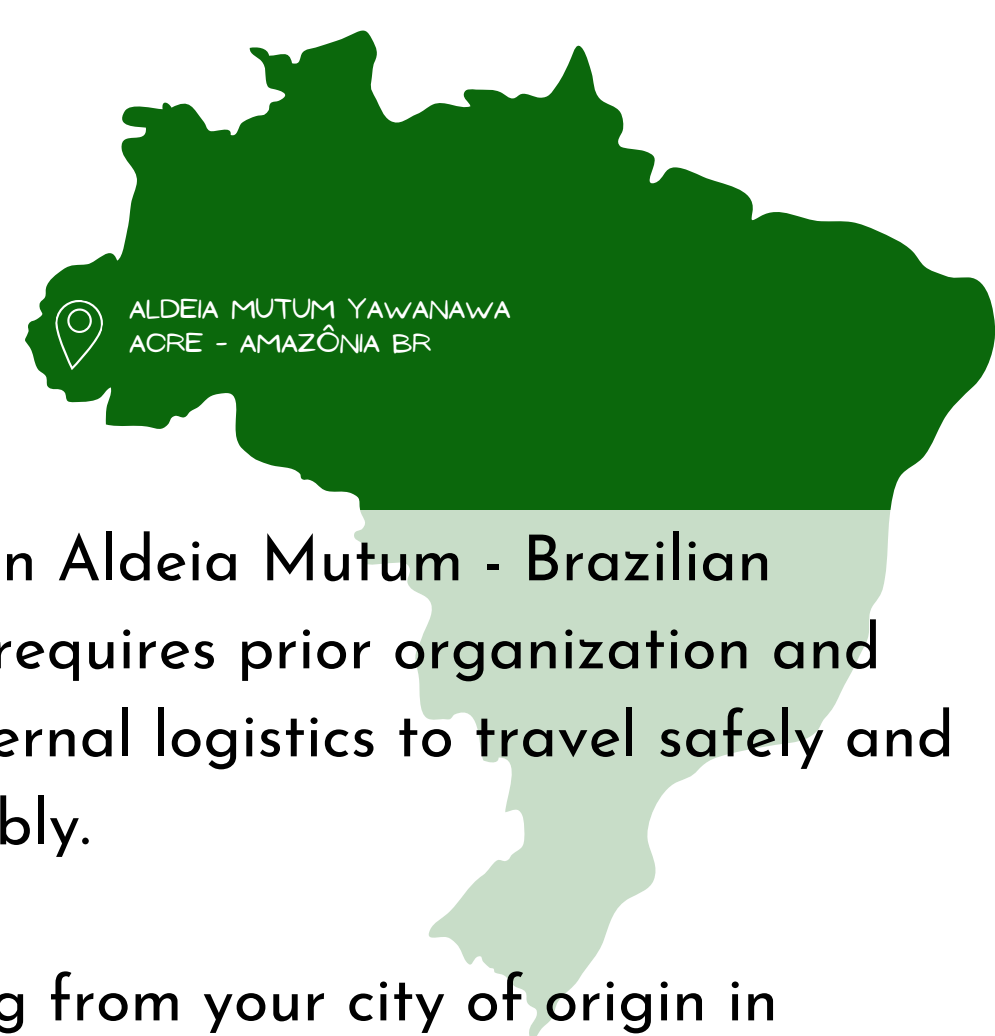 ALDEIA MUTUM YAWANAWA
ACRE - AMAZÔNIA BR
n Aldeia Mutum - Brazilian
requires prior organization and
ernal logistics to travel safely and
bly.
g from your city of origin in